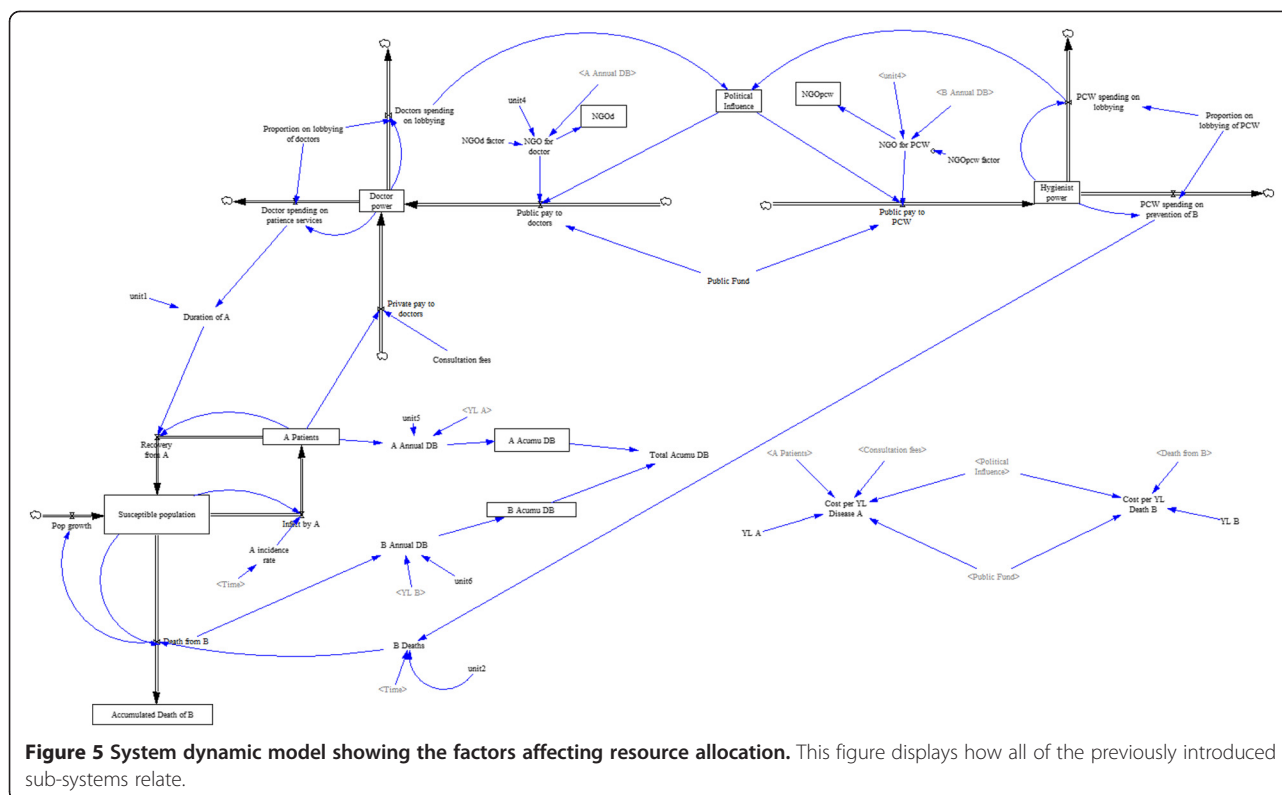 <A Annual DB>
unit4
NGOd
Political
Influence
<unit4>
NGOpcw
<B Annual DB>
Doctors spending
on lobbying
PCW spending on
lobbying
Proportion on lobbying
of doctors
Proportion on
lobbying of PCW
NGOd factor
NGO for
doctor
NGO for PCW
NGOpcw factor
Doctor
power
Hygienist
power
Doctor spending on
patience services
Public pay to
doctors
Public pay to
PCW
PCW spending on
prevention of B
Public Fund
unit1
Duration of A
Private pay to
doctors
Consultation fees
<YL A>
unit5
Recovery
from A
A Patients
A Annual DB
A Acumu DB
Total Acumu DB
<A Patients>
<Consultation fees>
<Political
Influence>
<Death from B>
Susceptible population
Pop growth
Infect by A
B Acumu DB
Cost per YL
Disease A
Cost per YL
Death B
YL A
YL B
A incidence
rate
<Time>
B Annual DB
<YL B>
unit6
<Public Fund>
Death from B
B Deaths
unit2
<Time>
Accumulated Death of B
Figure 5 System dynamic model showing the factors affecting resource allocation. This figure displays how all of the previously introduced
sub-systems relate.